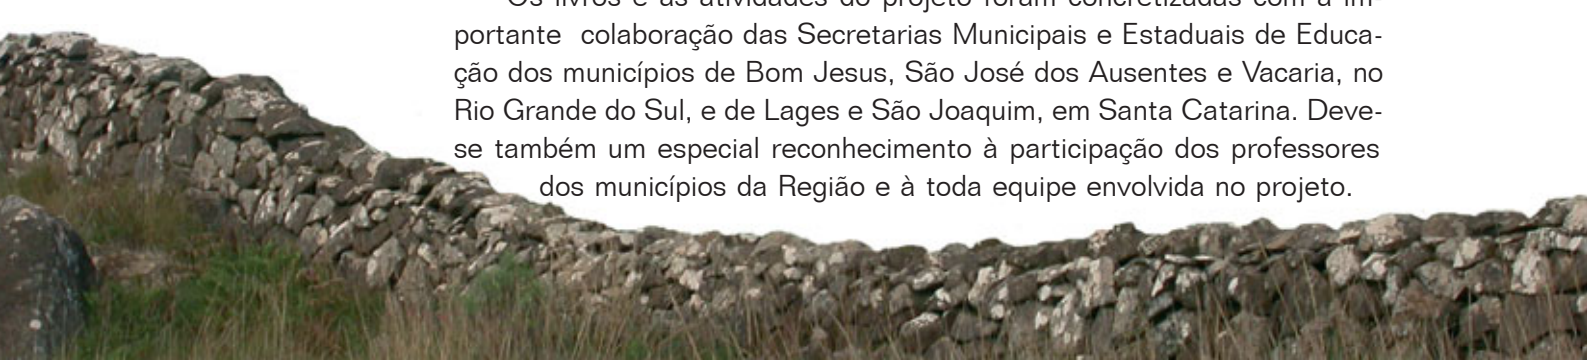 Os livros e as atividades do projeto foram concretizadas com a im-
portante colaboração das Secretarias Municipais e Estaduais de Educa-
ção dos municípios de Bom Jesus, São José dos Ausentes e Vacaria, no
Rio Grande do Sul, e de Lages e São Joaquim, em Santa Catarina. Deve-
se também um especial reconhecimento à participação dos professores
dos municípios da Região e à toda equipe envolvida no projeto.